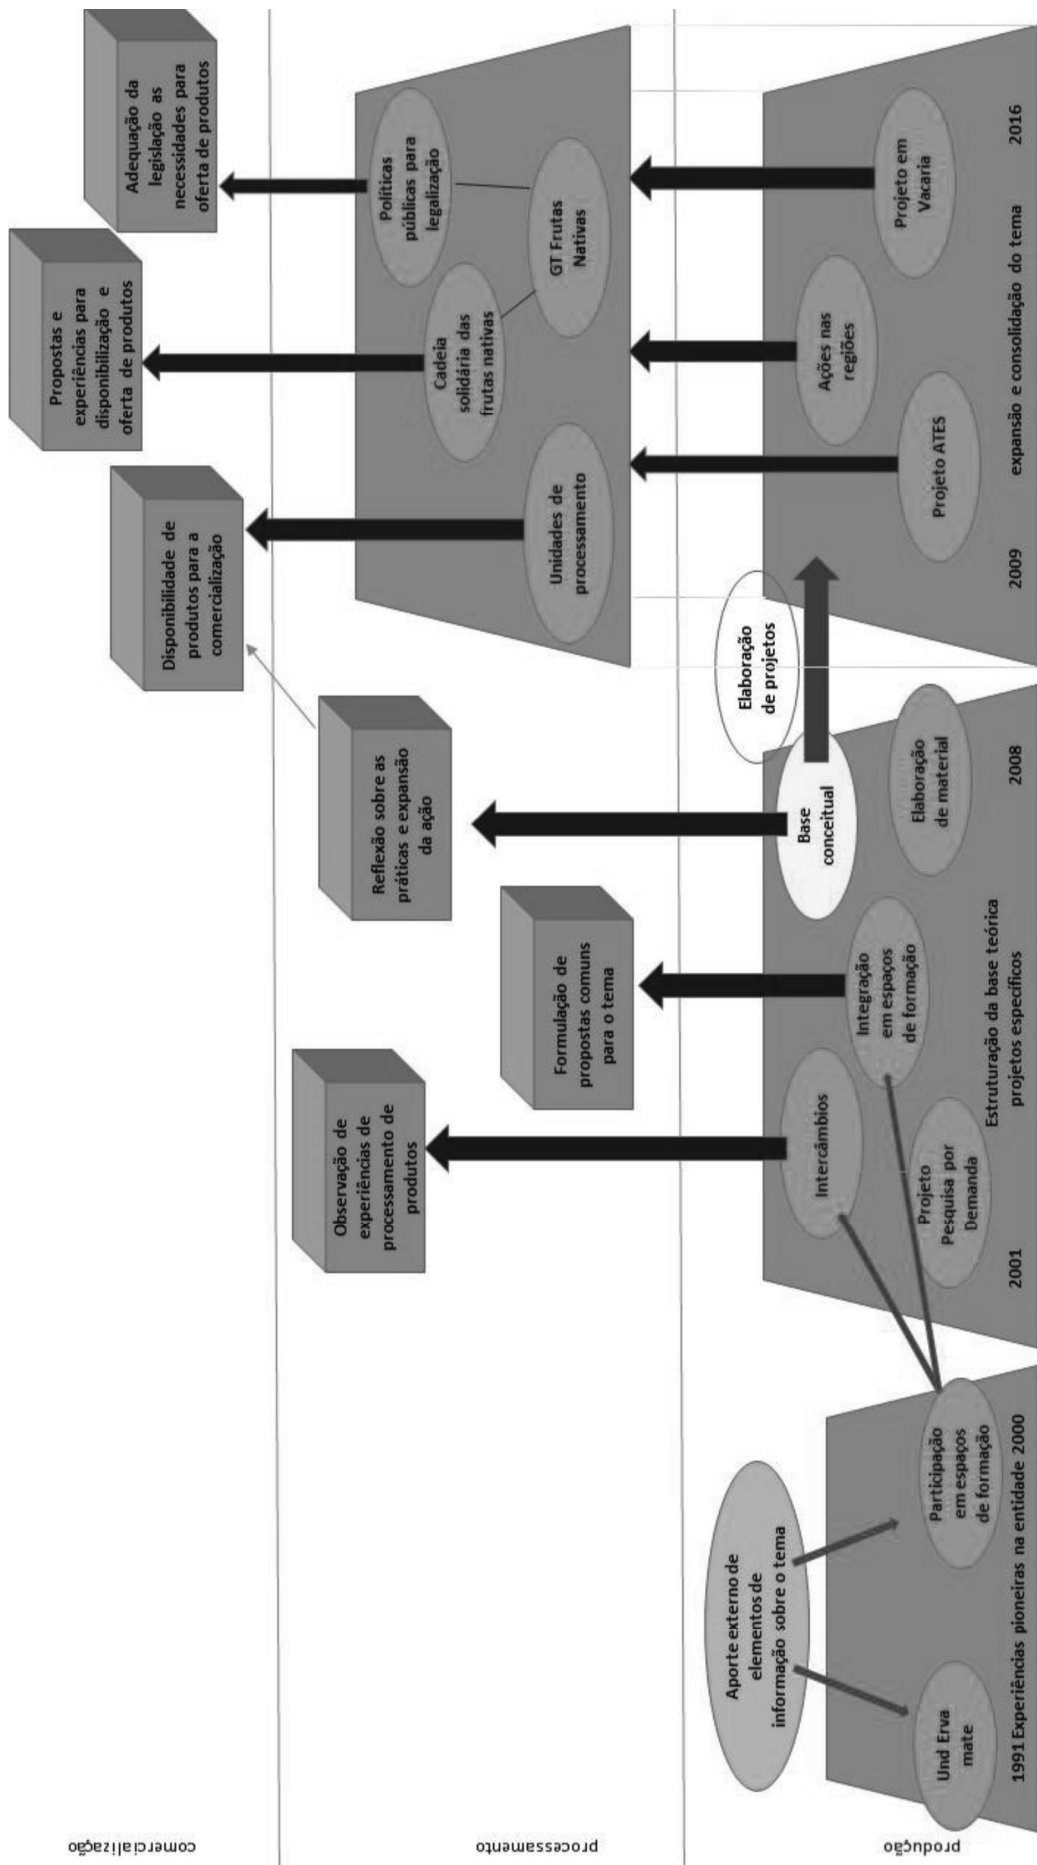 comercialização
processamento
produção
Adequação da
legislação as
necessidades para
oferta de produtos
Propostas e
experiências para
disponibilização e
oferta de produtos
Disponibilidade de
produtos para a
comercialização
Reflexão sobre as
práticas e expansão
da ação
Observação de
experiências de
processamento de
produtos
Formulação de
propostas comuns
para o tema
Políticas
públicas para
legalização
Cadeia
solidária das
frutas nativas
GT Frutas
Nativas
Unidades de
processamento
Aporte externo de
elementos de
informação sobre o tema
Und Erva
mate
Participação
em espaços
de formação
1991 Experiências pioneiras na entidade 2000
Intercâmbios
Integração
em espaços
de formação
Projeto
Pesquisa por
Demanda
Base
conceitual
Elaboração
de material
Elaboração
de projetos
2001
Estruturação da base teórica
projetos específicos
2008
Projeto ATES
Ações nas
regiões
Projeto em
Vacaria
2009
expansão e consolidação do tema
2016